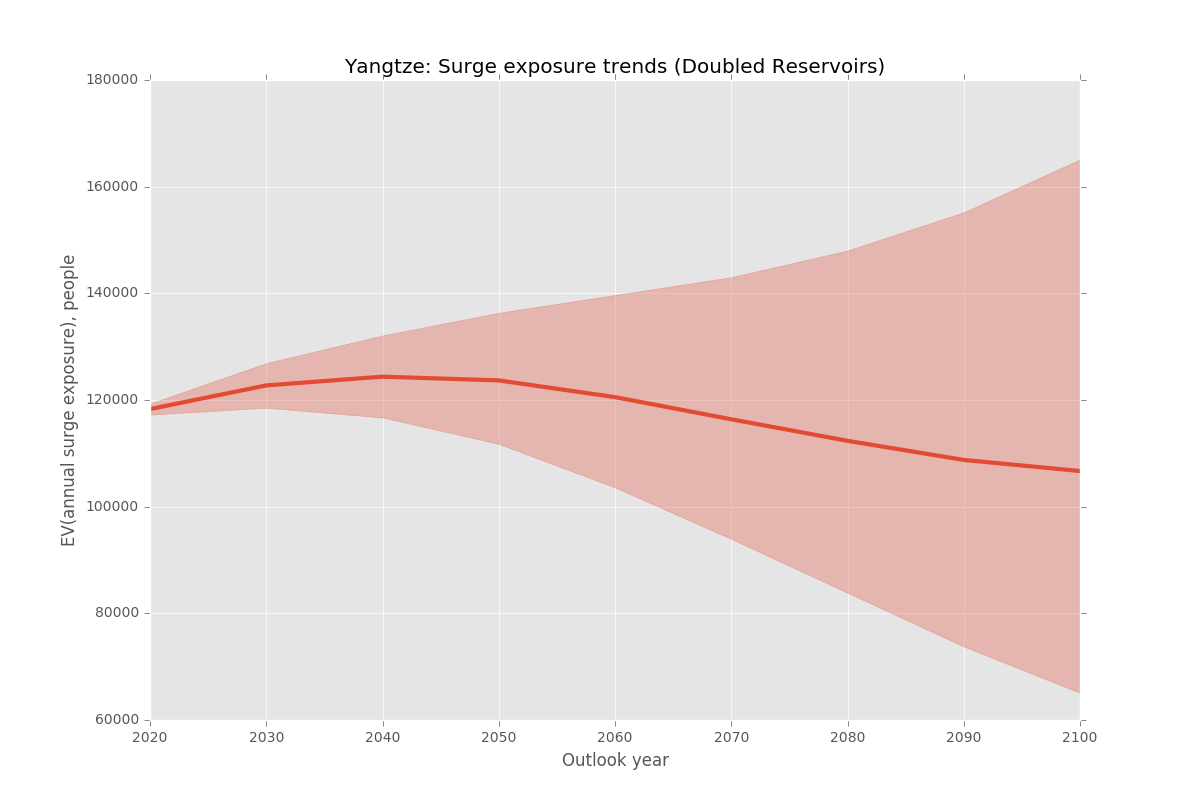 Yangtze: Surge exposure trends (Doubled Reservoirs)
180000
160000
140000
120000
100000
80000
60000
EV(annual surge exposure), people
2020 2030 2040 2050 2060 2070 2080 2090 2100
Outlook year